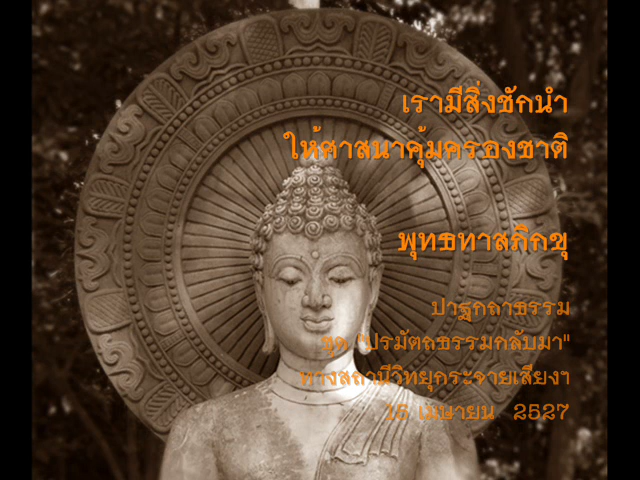 เรามีสิ่งชักนำ
ให้ศาสนาคุ้มครองชาติ
พุทธทาสภิกขุ
ปาฐกถาธรรม
ชุด "ปรมัตถธรรมกลับมา"
ทางสถานีวิทยุกระจายเสียงฯ
15 เมษายน 2527